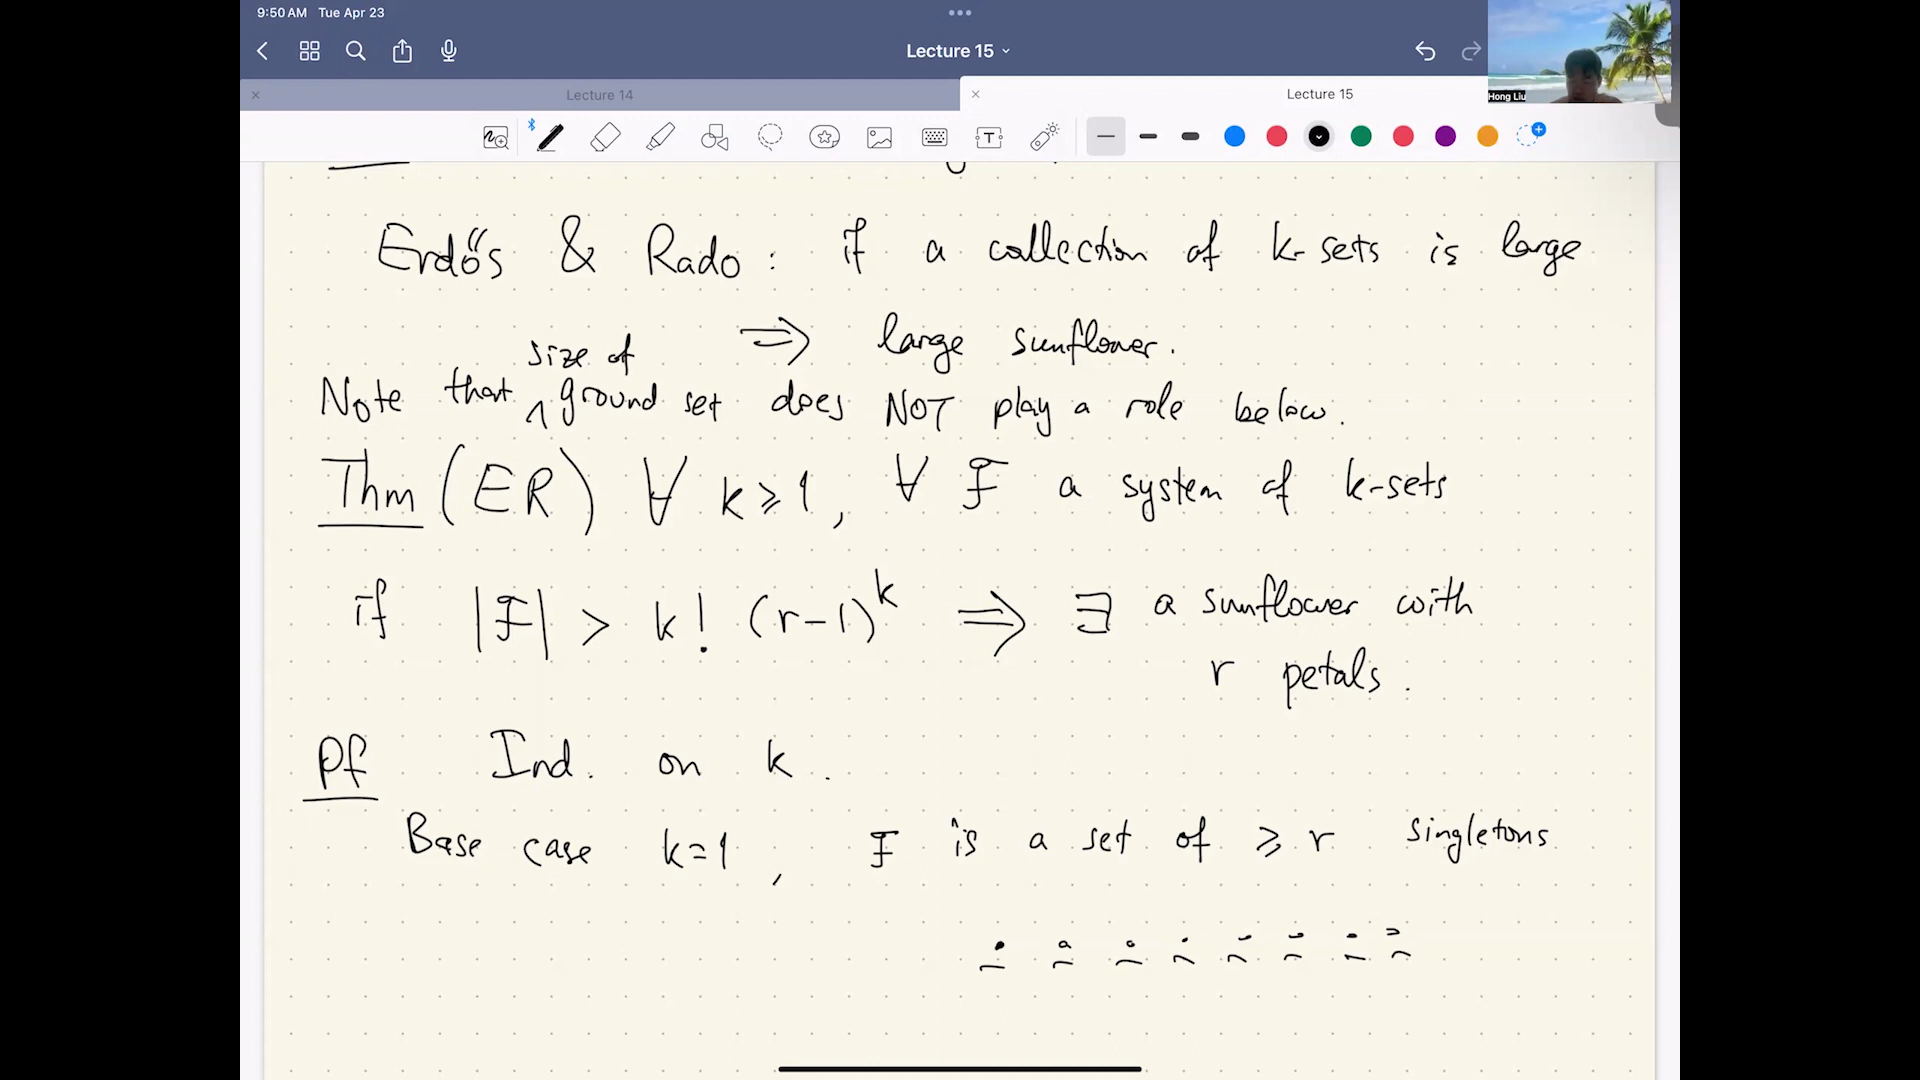 9:50 AM Tue Apr 23
Lecture 15
Lecture 14
Lecture 15
Hong Liu
Erdős & Rado : if a collection of k-sets is large
⇒ large sunflower.
size of
Note that ∧ ground set does NOT play a role below.
Thm (ER) ∀ k ≥ 1, ∀ F a system of k-sets
if |F| > k! (r-1)^k ⇒ ∃ a sunflower with
r petals.
Pf Ind. on k.
Base case k=1, F is a set of ≥ r singletons